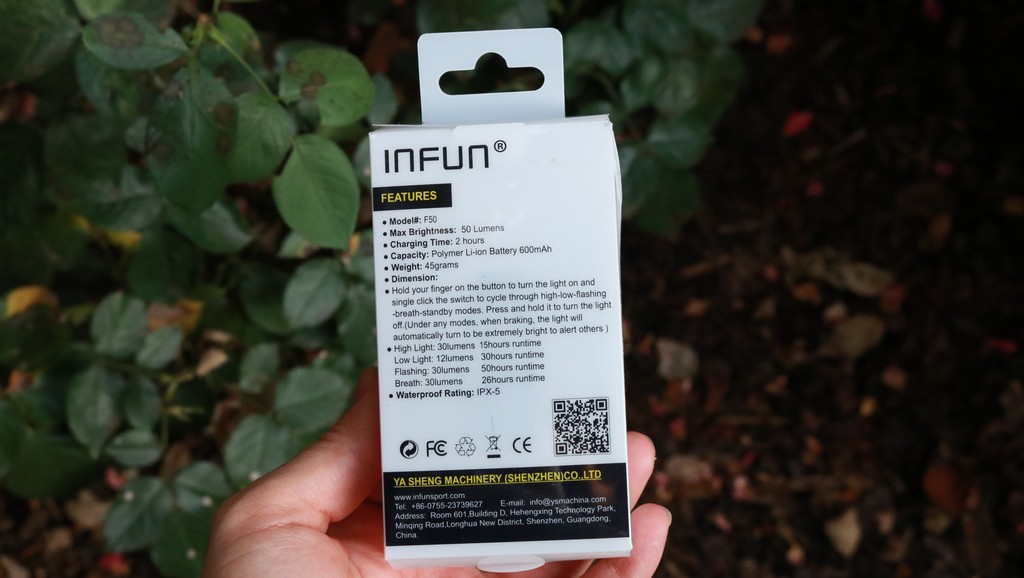 INFUN®
FEATURES
• Model#: F50
• Max Brightness: 50 Lumens
• Charging Time: 2 hours
• Capacity: Polymer Li-ion Battery 600mAh
• Weight: 45grams
• Dimension:
• Hold your finger on the button to turn the light on and
single click the switch to cycle through high-low-flashing
-breath-standby modes. Press and hold it to turn the light
off.(Under any modes, when braking, the light will
automatically turn to be extremely bright to alert others )
• High Light: 30lumens 15hours runtime
Low Light: 12lumens 30hours runtime
Flashing: 30lumens 50hours runtime
Breath: 30lumens 26hours runtime
• Waterproof Rating: IPX-5
FC CE
YA SHENG MACHINERY (SHENZHEN)CO.,LTD
www.infunsport.com
Tel: +86-0755-23739627 E-mail: info@ysmachina.com
Address: Room 601,Building D, Hehengxing Technology Park,
Minqing Road,Longhua New District, Shenzhen, Guangdong,
China.